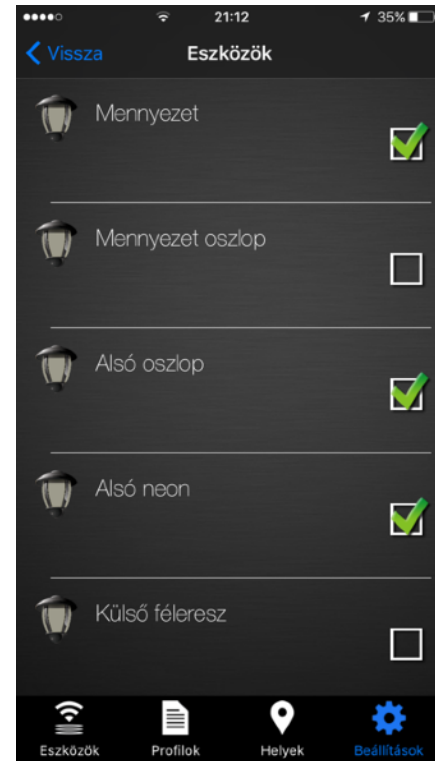 21:12
35%
Vissza
Eszközök
Mennyezet
Mennyezet oszlop
Alsó oszlop
Alsó neon
Külső féleresz
Eszközök
Profilok
Helyek
Beállítások